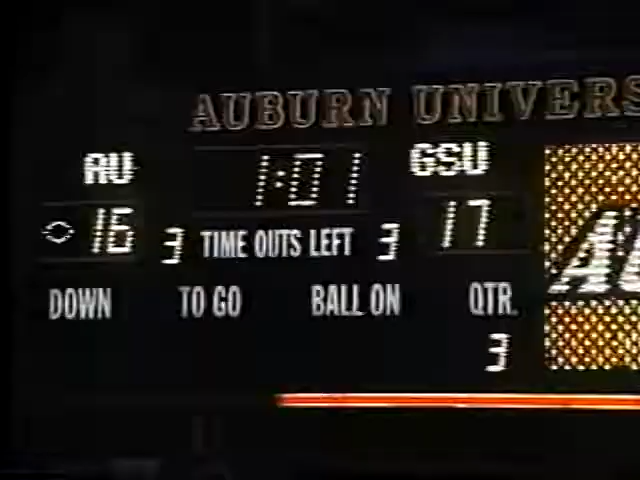 AUBURN UNIVERS
AU 1:01 GSU
16 3 TIME OUTS LEFT 3 17
DOWN TO GO BALL ON QTR.
3